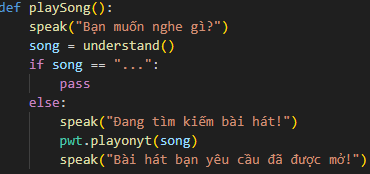 def playSong():
    speak("Bạn muốn nghe gì?")
    song = understand()
    if song == "...":
        pass
    else:
        speak("Đang tìm kiếm bài hát!")
        pwt.playonyt(song)
        speak("Bài hát bạn yêu cầu đã được mở!")